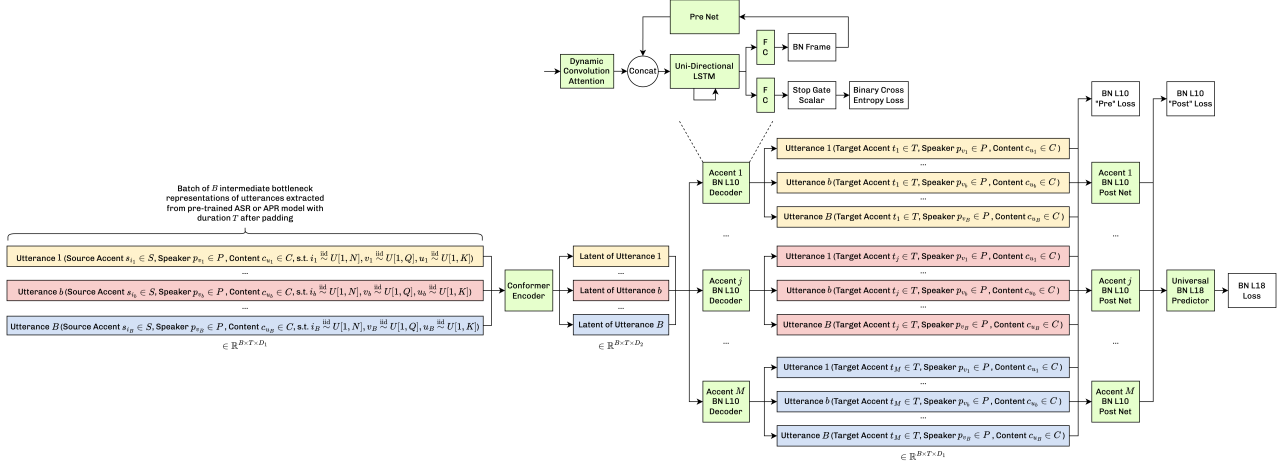 Pre Net
F
C
BN Frame
Dynamic
Convolution
Attention
Concat
Uni-Directional
LSTM
F
C
Stop Gate
Scalar
Binary Cross
Entropy Loss
BN L10
"Pre" Loss
BN L10
"Post" Loss
Batch of B intermediate bottleneck
representations of utterances extracted
from pre-trained ASR or APR model with
duration T after padding
Utterance 1 (Source Accent s_{i_1} ∈ S, Speaker p_{v_1} ∈ P, Content c_{u_1} ∈ C, s.t. i_1 iid∼ U[1, N], v_1 iid∼ U[1, Q], u_1 iid∼ U[1, K])
...
Utterance b (Source Accent s_{i_b} ∈ S, Speaker p_{v_b} ∈ P, Content c_{u_b} ∈ C, s.t. i_b iid∼ U[1, N], v_b iid∼ U[1, Q], u_b iid∼ U[1, K])
...
Utterance B (Source Accent s_{i_B} ∈ S, Speaker p_{v_B} ∈ P, Content c_{u_B} ∈ C, s.t. i_B iid∼ U[1, N], v_B iid∼ U[1, Q], u_B iid∼ U[1, K])
∈ ℝ^{B×T×D_1}
Conformer
Encoder
Latent of Utterance 1
...
Latent of Utterance b
...
Latent of Utterance B
∈ ℝ^{B×T×D_2}
Accent 1
BN L10
Decoder
...
Accent j
BN L10
Decoder
...
Accent M
BN L10
Decoder
Utterance 1 (Target Accent t_1 ∈ T, Speaker p_{v_1} ∈ P, Content c_{u_1} ∈ C)
...
Utterance b (Target Accent t_1 ∈ T, Speaker p_{v_b} ∈ P, Content c_{u_b} ∈ C)
...
Utterance B (Target Accent t_1 ∈ T, Speaker p_{v_B} ∈ P, Content c_{u_B} ∈ C)
...
Utterance 1 (Target Accent t_j ∈ T, Speaker p_{v_1} ∈ P, Content c_{u_1} ∈ C)
...
Utterance b (Target Accent t_j ∈ T, Speaker p_{v_b} ∈ P, Content c_{u_b} ∈ C)
...
Utterance B (Target Accent t_j ∈ T, Speaker p_{v_B} ∈ P, Content c_{u_B} ∈ C)
...
Utterance 1 (Target Accent t_M ∈ T, Speaker p_{v_1} ∈ P, Content c_{u_1} ∈ C)
...
Utterance b (Target Accent t_M ∈ T, Speaker p_{v_b} ∈ P, Content c_{u_b} ∈ C)
...
Utterance B (Target Accent t_M ∈ T, Speaker p_{v_B} ∈ P, Content c_{u_B} ∈ C)
∈ ℝ^{B×T×D_1}
Accent 1
BN L10
Post Net
...
Accent j
BN L10
Post Net
...
Accent M
BN L10
Post Net
Universal
BN L18
Predictor
BN L18
Loss